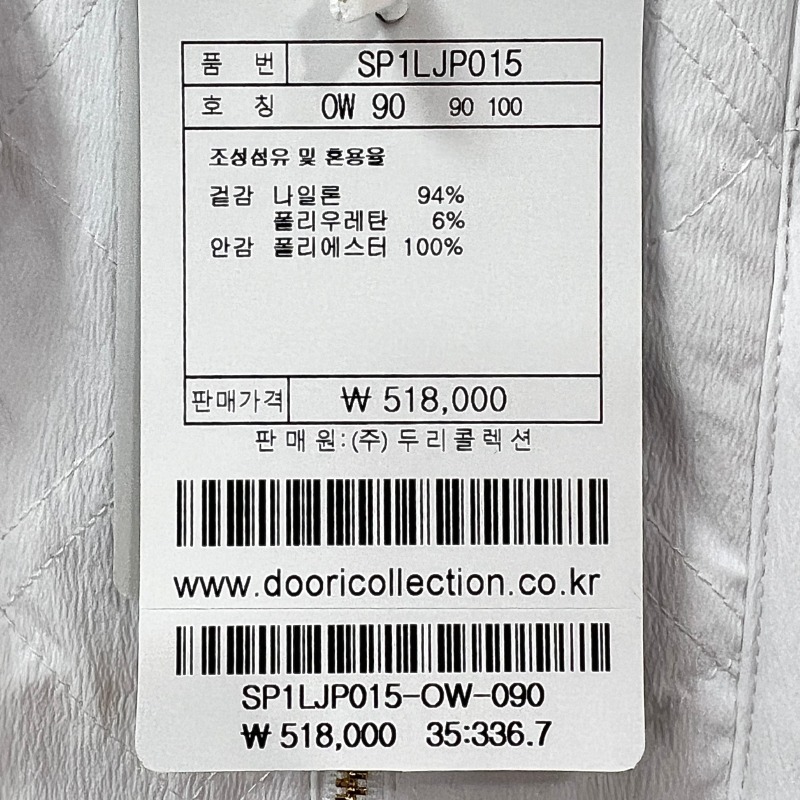 품 번 SP1LJP015
호 칭 OW 90 90 100
조성섬유 및 혼용율
겉감 나일론 94%
폴리우레탄 6%
안감 폴리에스터 100%
판매가격 ₩ 518,000
판 매 원:(주) 두리콜렉션
www.dooricollection.co.kr
SP1LJP015-OW-090
₩ 518,000 35:336.7